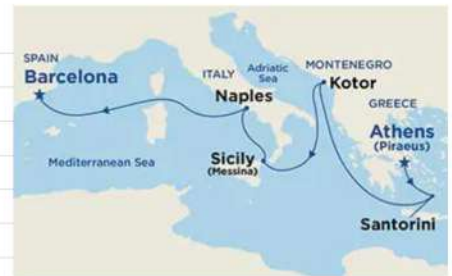 SPAIN
Barcelona
ITALY
Adriatic
Sea
MONTENEGRO
Kotor
Naples
GREECE
Athens
(Piraeus)
Mediterranean Sea
Sicily
(Messina)
Santorini